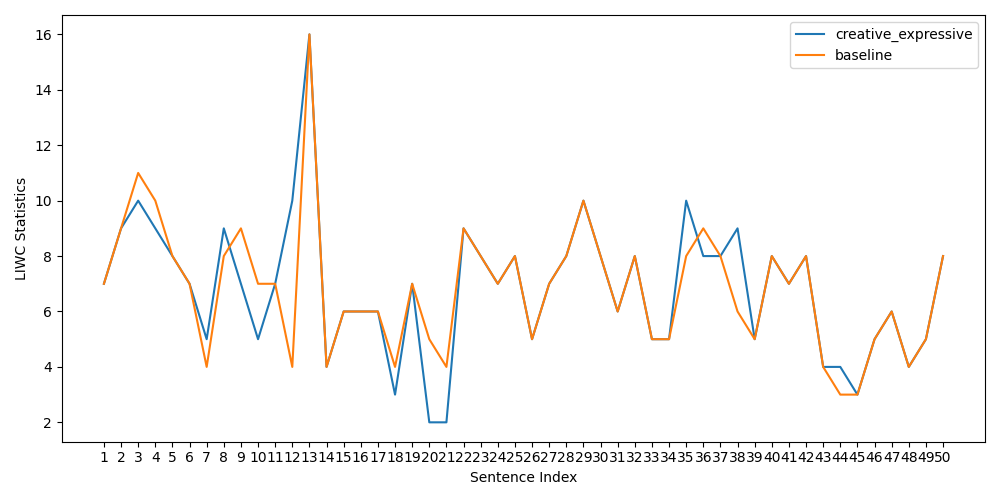 creative_expressive
baseline
LIWC Statistics
16
14
12
10
8
6
4
2
1 2 3 4 5 6 7 8 9 10 11 12 13 14 15 16 17 18 19 20 21 22 23 24 25 26 27 28 29 30 31 32 33 34 35 36 37 38 39 40 41 42 43 44 45 46 47 48 49 50
Sentence Index